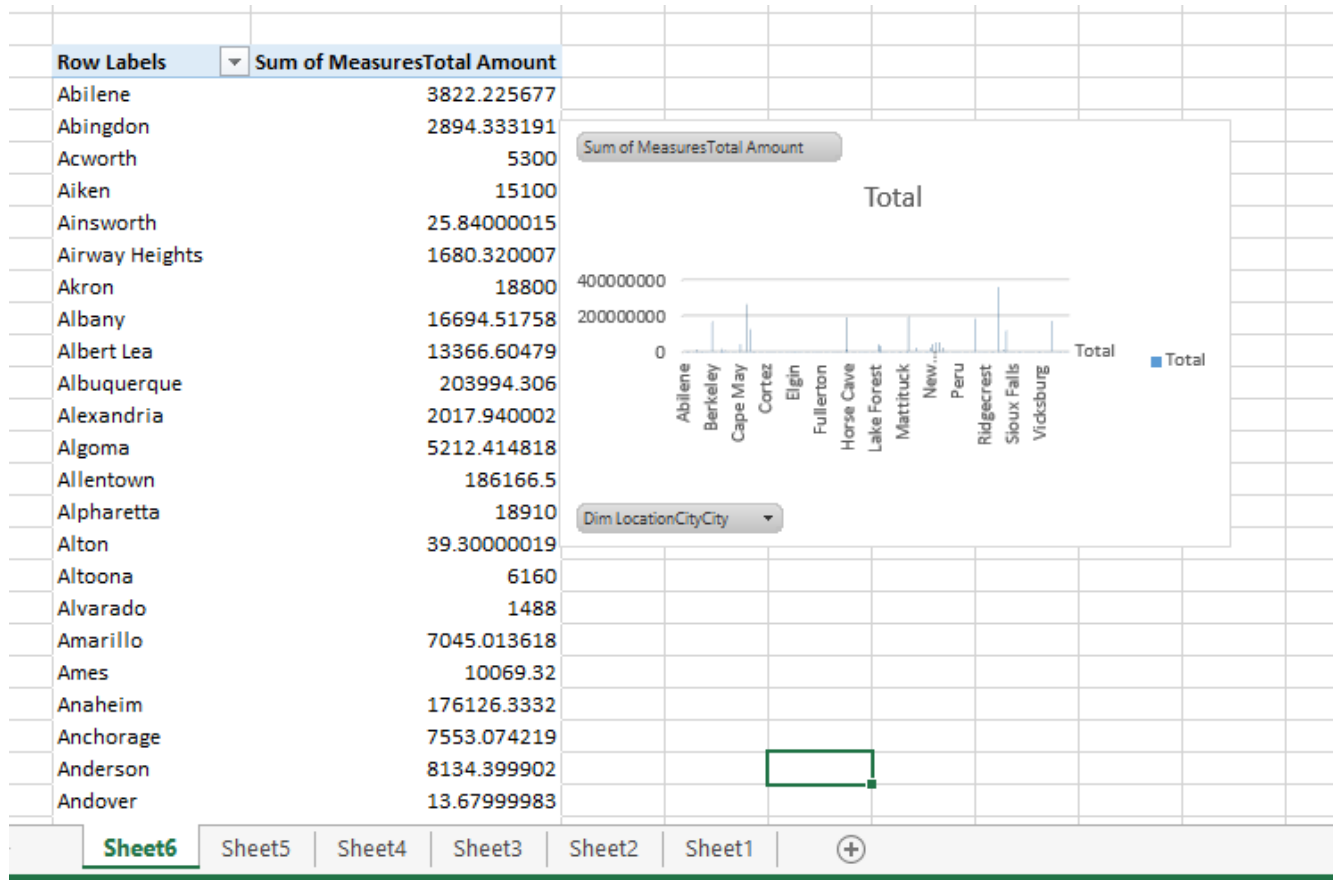 Row Labels Sum of MeasuresTotal Amount
Abilene 3822.225677
Abingdon 2894.333191
Acworth 5300
Aiken 15100
Ainsworth 25.84000015
Airway Heights 1680.320007
Akron 18800
Albany 16694.51758
Albert Lea 13366.60479
Albuquerque 203994.306
Alexandria 2017.940002
Algoma 5212.414818
Allentown 186166.5
Alpharetta 18910
Alton 39.30000019
Altoona 6160
Alvarado 1488
Amarillo 7045.013618
Ames 10069.32
Anaheim 176126.3332
Anchorage 7553.074219
Anderson 8134.399902
Andover 13.67999983
Sum of MeasuresTotal Amount
Total
400000000
200000000
0
Abilene
Berkeley
Cape May
Cortez
Elgin
Fullerton
Horse Cave
Lake Forest
Mattituck
New...
Peru
Ridgecrest
Sioux Falls
Vicksburg
Total
Total
Dim LocationCityCity
Sheet6 Sheet5 Sheet4 Sheet3 Sheet2 Sheet1